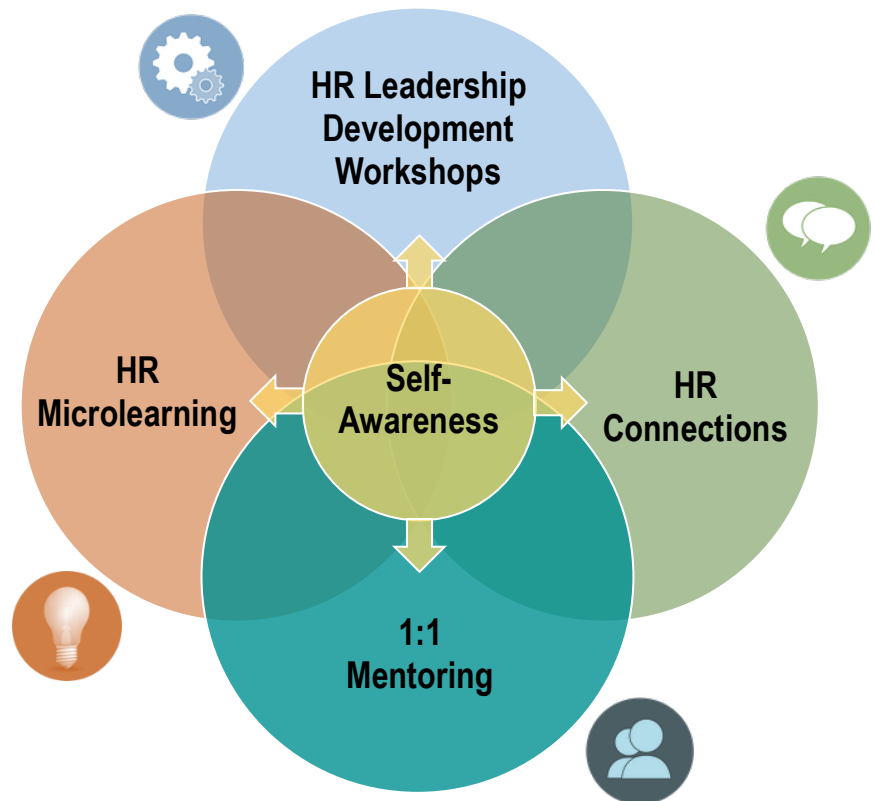 HR Leadership
Development
Workshops
HR
Microlearning
Self-
Awareness
HR
Connections
1:1
Mentoring